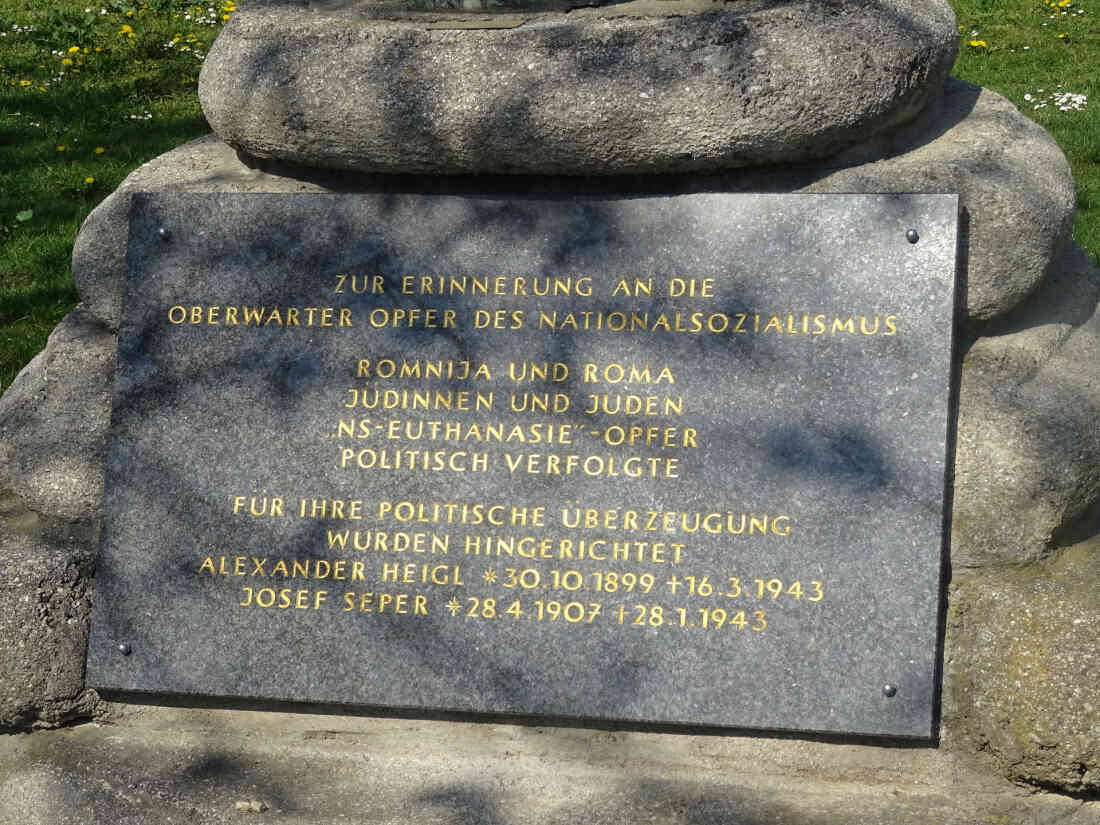 ZUR ERINNERUNG AN DIE
OBERWARTER OPFER DES NATIONALSOZIALISMUS
ROMNIJA UND ROMA
JÜDINNEN UND JUDEN
„NS-EUTHANASIE"-OPFER
POLITISCH VERFOLGTE
FÜR IHRE POLITISCHE ÜBERZEUGUNG
WURDEN HINGERICHTET
ALEXANDER HEIGL *30.10.1899 †16.3.1943
JOSEF SEPER *28.4.1907 †28.1.1943